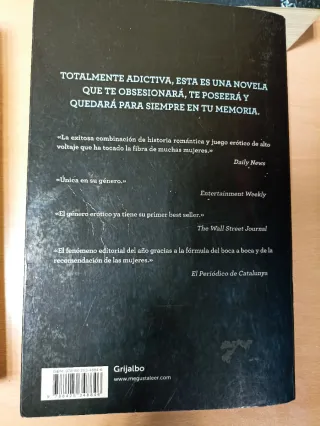 TOTALMENTE ADICTIVA, ESTA ES UNA NOVELA
QUE TE OBSESIONARÁ, TE POSEERÁ Y
QUEDARÁ PARA SIEMPRE EN TU MEMORIA.
«La exitosa combinación de historia romántica y juego erótico de alto
voltaje que ha tocado la fibra de muchas mujeres.»
Daily News
«Única en su género.»
Entertainment Weekly
«El género erótico ya tiene su primer best seller.»
The Wall Street Journal
«El fenómeno editorial del año gracias a la fórmula del boca a boca y de la
recomendación de las mujeres.»
El Periódico de Catalunya
Grijalbo
www.megustaleer.com